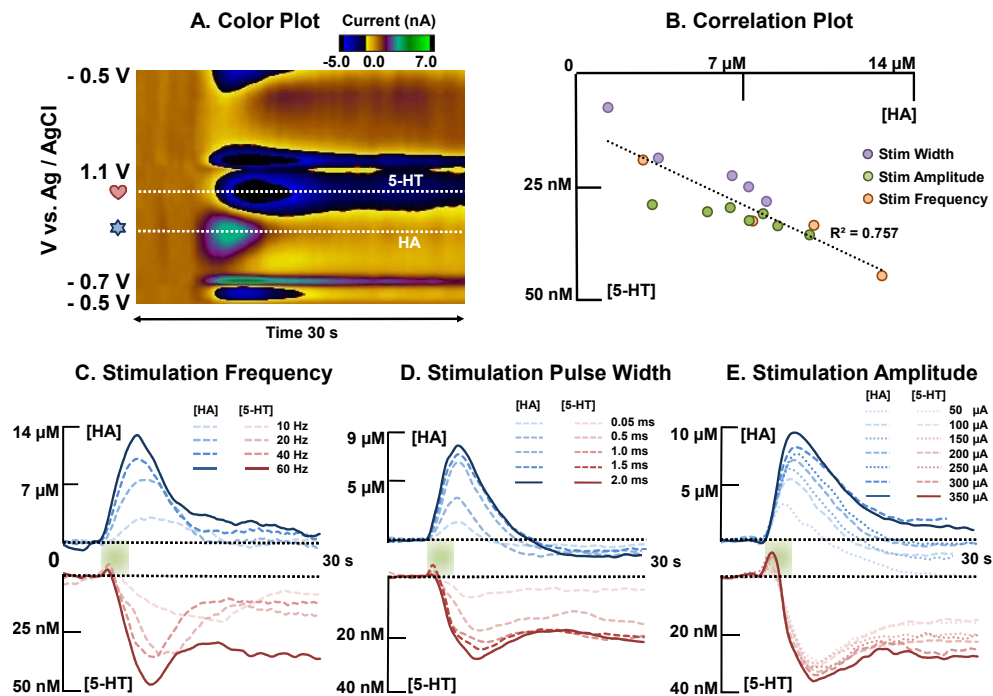 A. Color Plot
Current (nA)
-5.0 0.0 7.0
V vs. Ag / AgCl
- 0.5 V
1.1 V
- 0.7 V
- 0.5 V
5-HT
HA
Time 30 s
B. Correlation Plot
0 7 µM 14 µM
[HA]
25 nM
50 nM
[5-HT]
Stim Width
Stim Amplitude
Stim Frequency
R² = 0.757
C. Stimulation Frequency
[HA] [5-HT]
10 Hz
20 Hz
40 Hz
60 Hz
14 µM
[HA]
7 µM
0
30 s
25 nM
50 nM
[5-HT]
D. Stimulation Pulse Width
[HA] [5-HT]
0.05 ms
0.5 ms
1.0 ms
1.5 ms
2.0 ms
9 µM
[HA]
5 µM
30 s
20 nM
40 nM
[5-HT]
E. Stimulation Amplitude
[HA] [5-HT]
50 µA
100 µA
150 µA
200 µA
250 µA
300 µA
350 µA
10 µM
[HA]
5 µM
30 s
20 nM
40 nM
[5-HT]